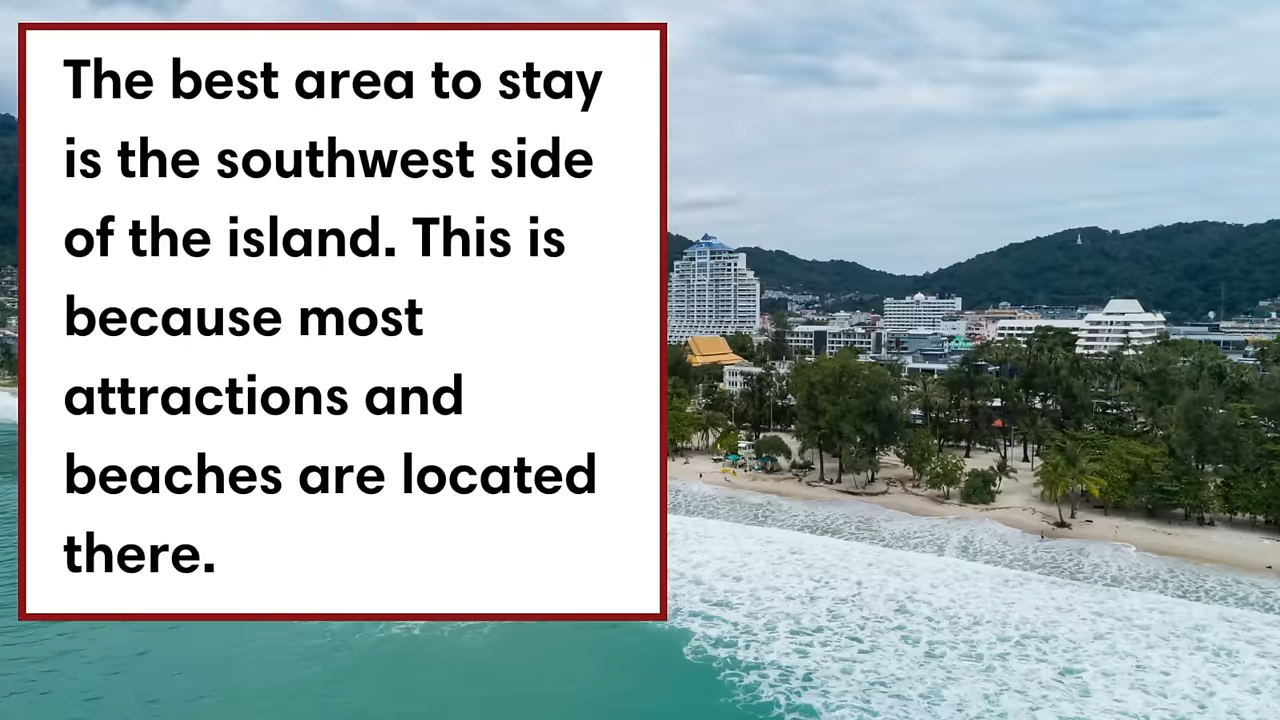 The best area to stay
is the southwest side
of the island. This is
because most
attractions and
beaches are located
there.